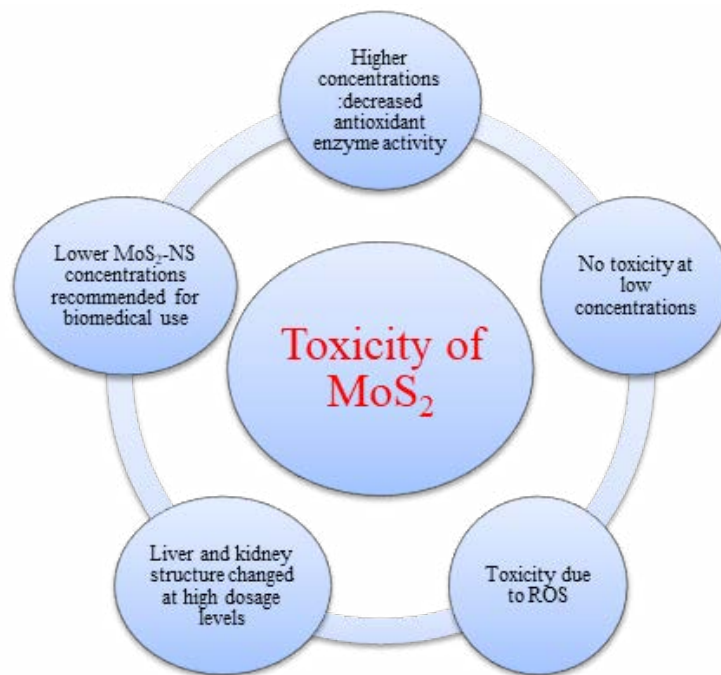 Higher
concentrations
:decreased
antioxidant
enzyme activity
No toxicity at
low
concentrations
Toxicity due
to ROS
Liver and kidney
structure changed
at high dosage
levels
Lower MoS₂-NS
concentrations
recommended for
biomedical use
Toxicity of
MoS₂